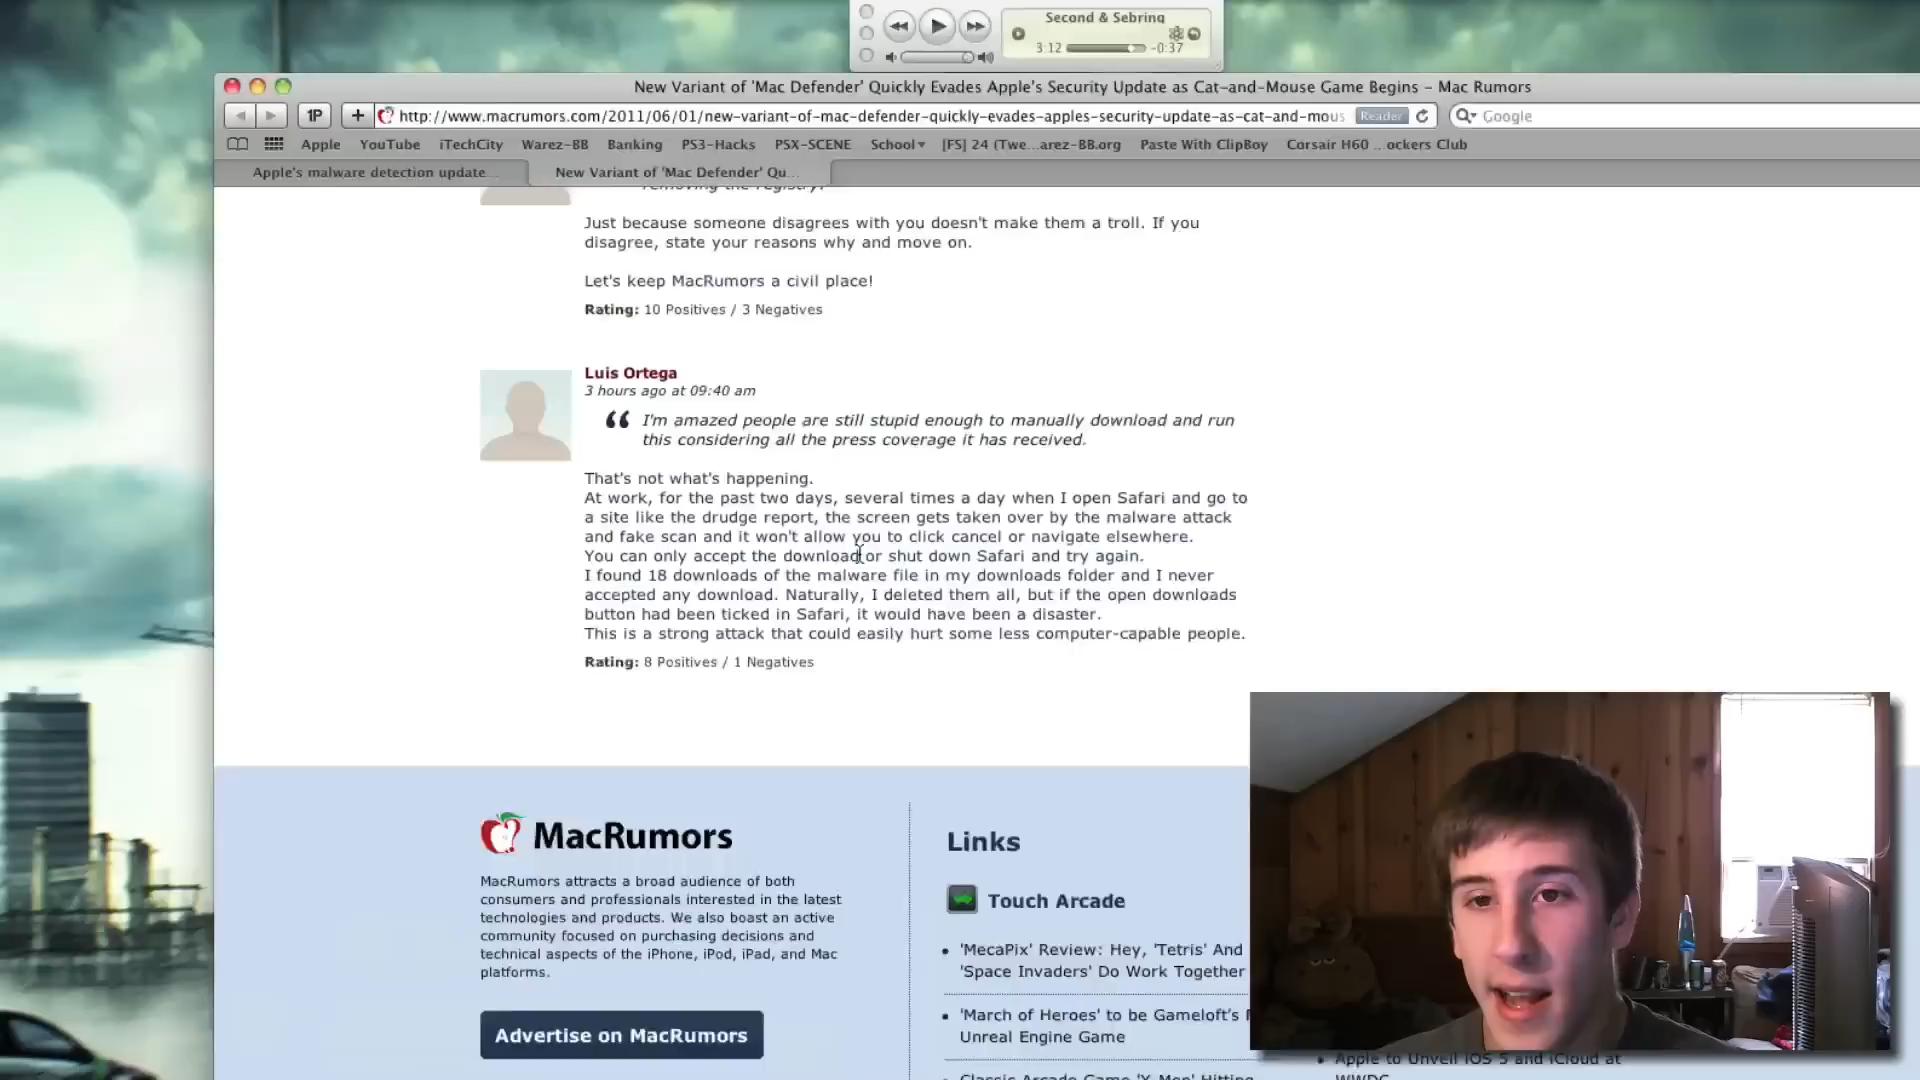 Second & Sebring
3:12
-0:37
New Variant of 'Mac Defender' Quickly Evades Apple's Security Update as Cat-and-Mouse Game Begins – Mac Rumors
1P
+
http://www.macrumors.com/2011/06/01/new-variant-of-mac-defender-quickly-evades-apples-security-update-as-cat-and-mous
Reader
Google
Apple
YouTube
iTechCity
Warez-BB
Banking
PS3-Hacks
PSX-SCENE
School
[FS] 24 (Twe...arez-BB.org
Paste With ClipBoy
Corsair H60 ...ockers Club
Apple's malware detection update...
New Variant of 'Mac Defender' Qu...
removing the registry.
Just because someone disagrees with you doesn't make them a troll. If you
disagree, state your reasons why and move on.
Let's keep MacRumors a civil place!
Rating: 10 Positives / 3 Negatives
Luis Ortega
3 hours ago at 09:40 am
“ I'm amazed people are still stupid enough to manually download and run
this considering all the press coverage it has received.
That's not what's happening.
At work, for the past two days, several times a day when I open Safari and go to
a site like the drudge report, the screen gets taken over by the malware attack
and fake scan and it won't allow you to click cancel or navigate elsewhere.
You can only accept the download or shut down Safari and try again.
I found 18 downloads of the malware file in my downloads folder and I never
accepted any download. Naturally, I deleted them all, but if the open downloads
button had been ticked in Safari, it would have been a disaster.
This is a strong attack that could easily hurt some less computer-capable people.
Rating: 8 Positives / 1 Negatives
MacRumors
MacRumors attracts a broad audience of both
consumers and professionals interested in the latest
technologies and products. We also boast an active
community focused on purchasing decisions and
technical aspects of the iPhone, iPod, iPad, and Mac
platforms.
Advertise on MacRumors
Links
Touch Arcade
• 'MecaPix' Review: Hey, 'Tetris' And
'Space Invaders' Do Work Together
• 'March of Heroes' to be Gameloft's
Unreal Engine Game
Classic Arcade Game 'X-Men' Hitting
• Apple to Unveil iOS 5 and iCloud at
WWDC